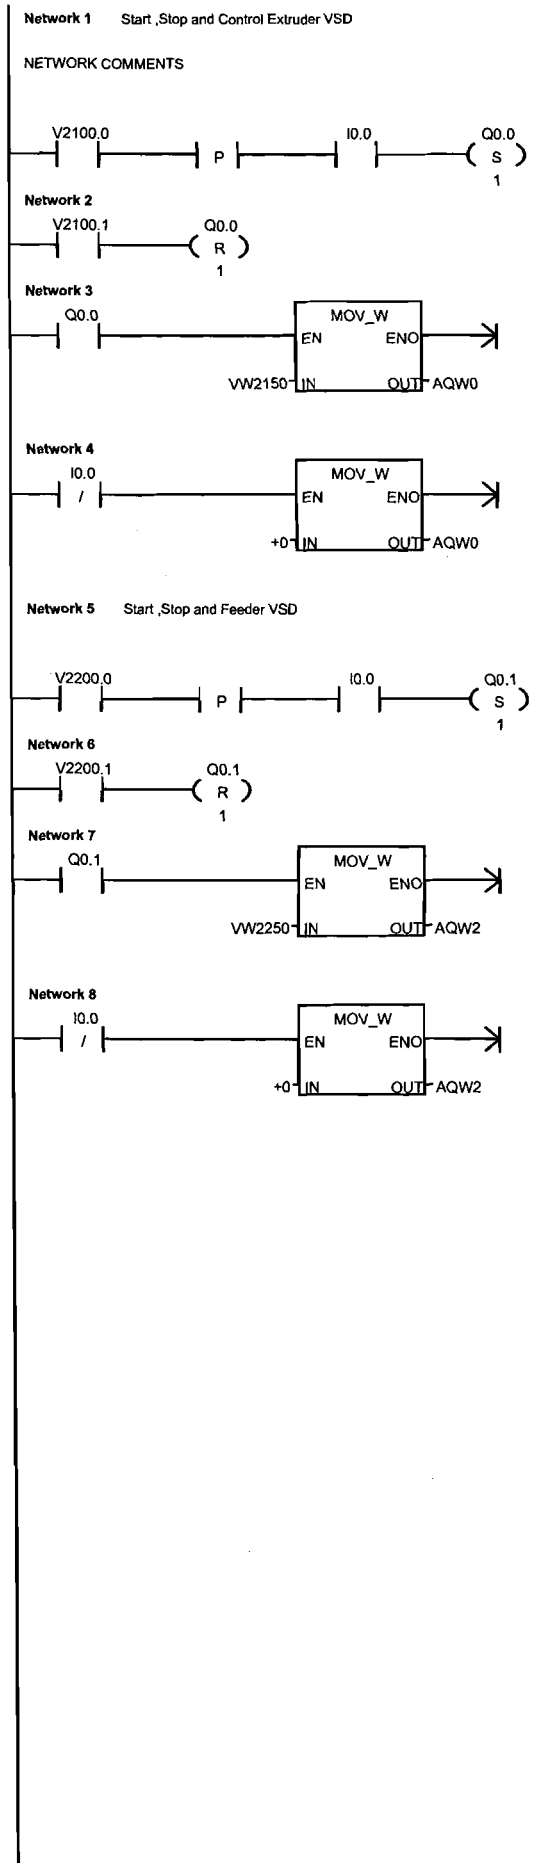 Network 1 Start ,Stop and Control Extruder VSD
NETWORK COMMENTS
V2100.0 I0.0 Q0.0
P S
1
Network 2
V2100.1 Q0.0
R
1
Network 3
Q0.0 MOV_W
EN ENO
VW2150 IN OUT AQW0
Network 4
I0.0 MOV_W
/ EN ENO
+0 IN OUT AQW0
Network 5 Start ,Stop and Feeder VSD
V2200.0 I0.0 Q0.1
P S
1
Network 6
V2200.1 Q0.1
R
1
Network 7
Q0.1 MOV_W
EN ENO
VW2250 IN OUT AQW2
Network 8
I0.0 MOV_W
/ EN ENO
+0 IN OUT AQW2